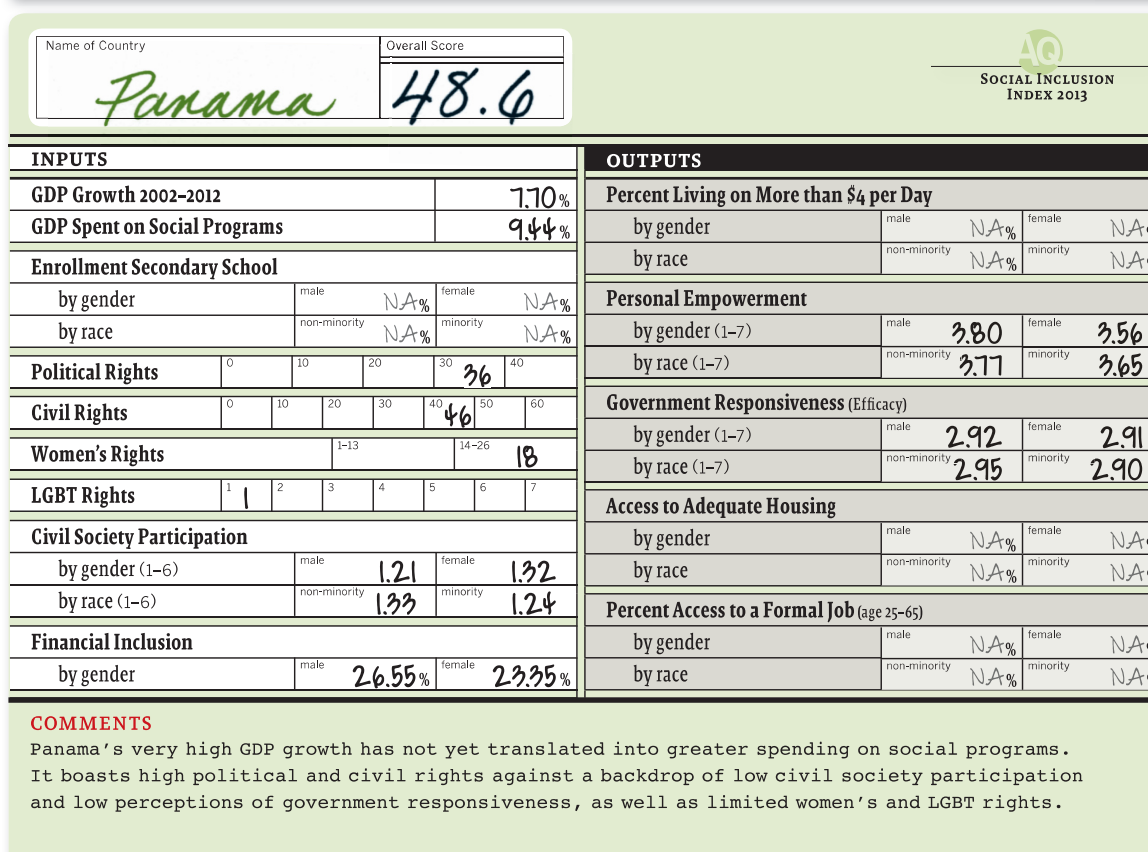 Name of Country
Overall Score
Panama
48.6
AQ
SOCIAL INCLUSION
INDEX 2013
INPUTS
GDP Growth 2002–2012 7.70%
GDP Spent on Social Programs 9.44%
Enrollment Secondary School
by gender male NA% female NA%
by race non-minority NA% minority NA%
Political Rights 0 10 20 30 36 40
Civil Rights 0 10 20 30 40 46 50 60
Women's Rights 1–13 14–26 18
LGBT Rights 1 1 2 3 4 5 6 7
Civil Society Participation
by gender (1–6) male 1.21 female 1.32
by race (1–6) non-minority 1.33 minority 1.24
Financial Inclusion
by gender male 26.55% female 23.35%
OUTPUTS
Percent Living on More than $4 per Day
by gender male NA% female NA
by race non-minority NA% minority NA
Personal Empowerment
by gender (1–7) male 3.80 female 3.56
by race (1–7) non-minority 3.77 minority 3.65
Government Responsiveness (Efficacy)
by gender (1–7) male 2.92 female 2.91
by race (1–7) non-minority 2.95 minority 2.90
Access to Adequate Housing
by gender male NA% female NA
by race non-minority NA% minority NA
Percent Access to a Formal Job (age 25–65)
by gender male NA% female NA
by race non-minority NA% minority NA
COMMENTS
Panama's very high GDP growth has not yet translated into greater spending on social programs.
It boasts high political and civil rights against a backdrop of low civil society participation
and low perceptions of government responsiveness, as well as limited women's and LGBT rights.